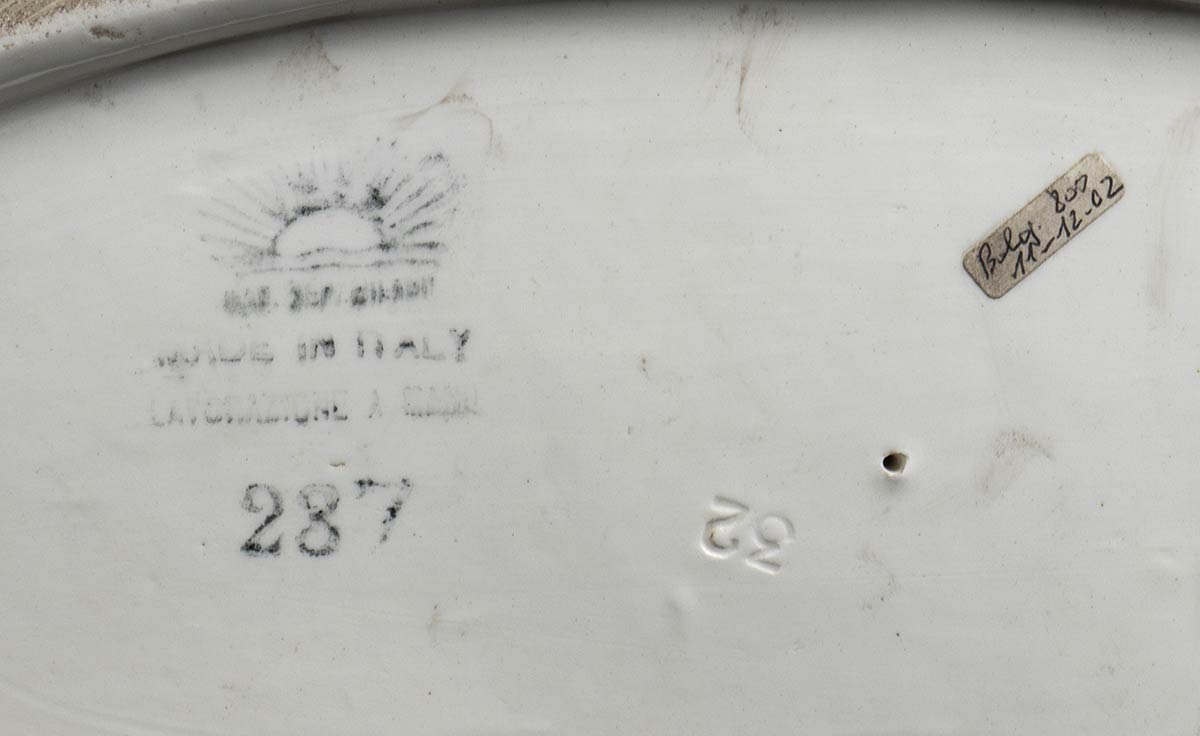 MADE IN ITALY
LAVORAZIONE A MANO
287
32
800
11-12-02